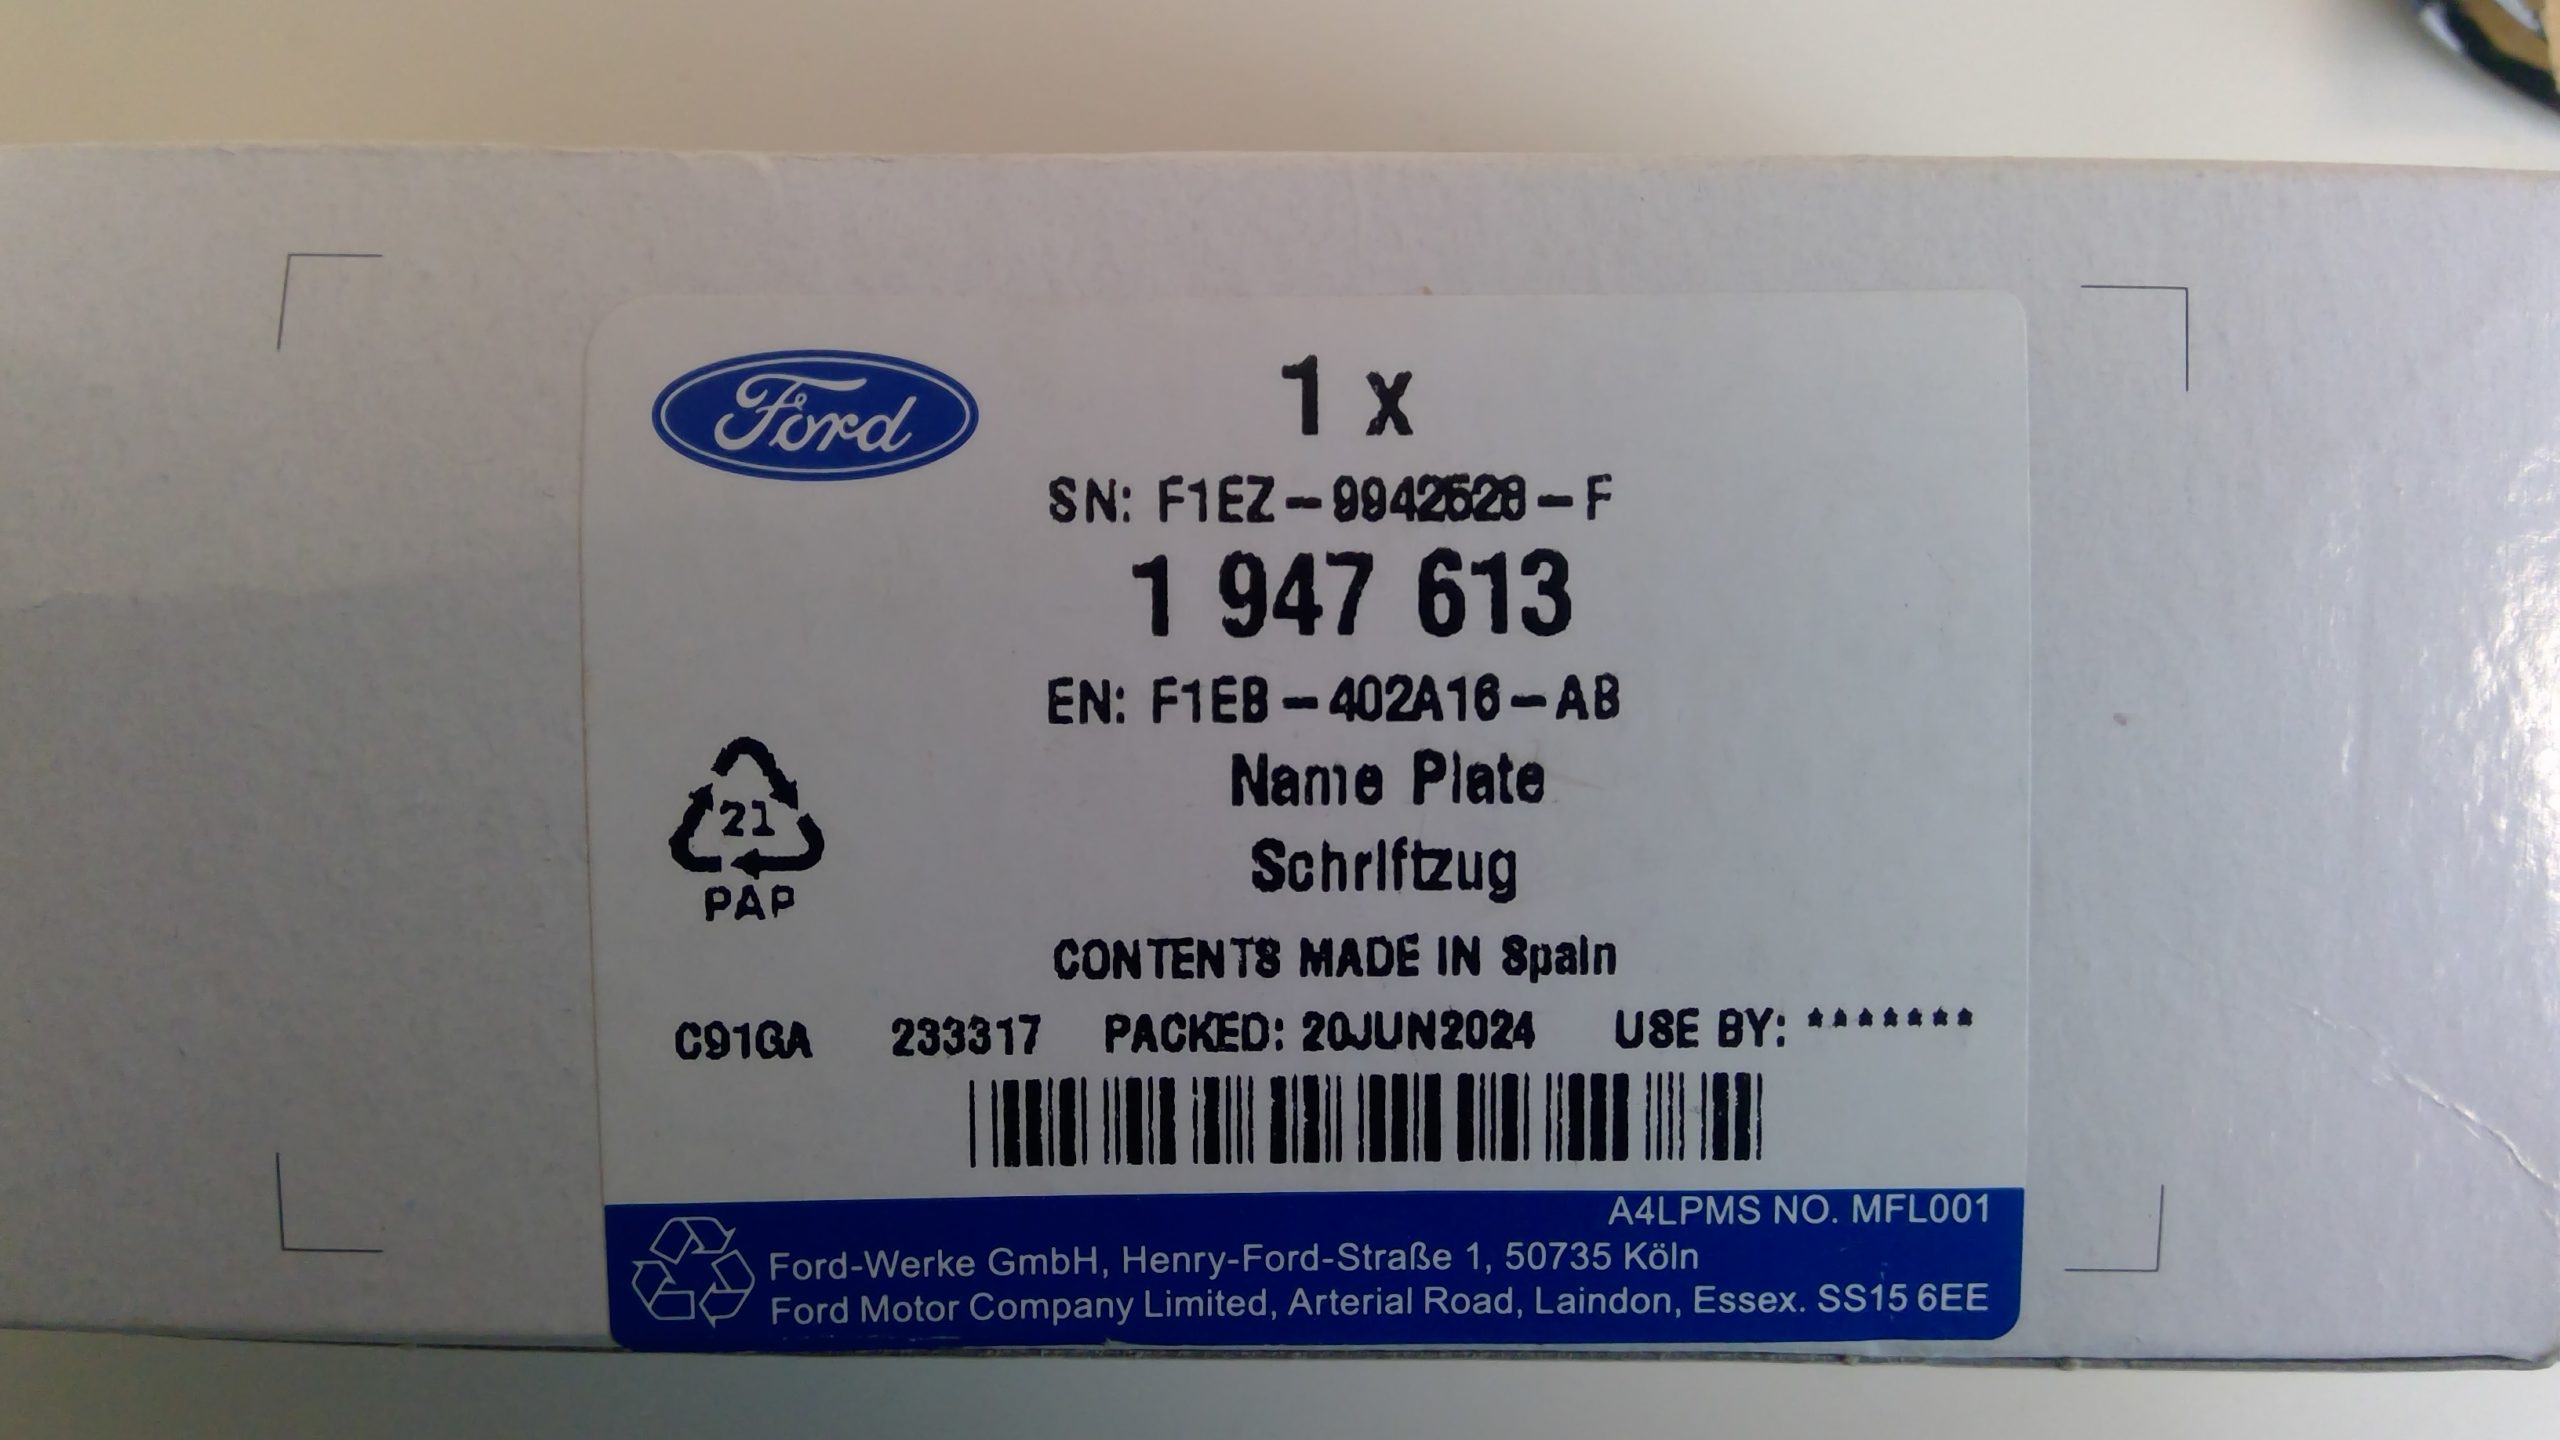 Ford
1 x
SN: F1EZ-9942528-F
1 947 613
EN: F1EB-402A16-AB
Name Plate
Schriftzug
21
PAP
CONTENTS MADE IN Spain
C91GA 233317 PACKED: 20JUN2024 USE BY: *******
A4LPMS NO. MFL001
Ford-Werke GmbH, Henry-Ford-Straße 1, 50735 Köln
Ford Motor Company Limited, Arterial Road, Laindon, Essex. SS15 6EE